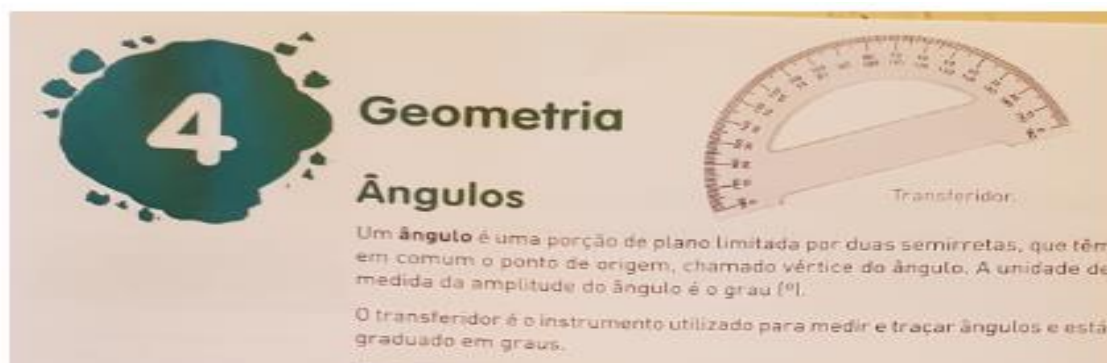 4
Geometria
Ângulos
Transferidor.
Um ângulo é uma porção de plano limitada por duas semirretas, que têm
em comum o ponto de origem, chamado vértice do ângulo. A unidade de
medida da amplitude do ângulo é o grau (º).
O transferidor é o instrumento utilizado para medir e traçar ângulos e está
graduado em graus.